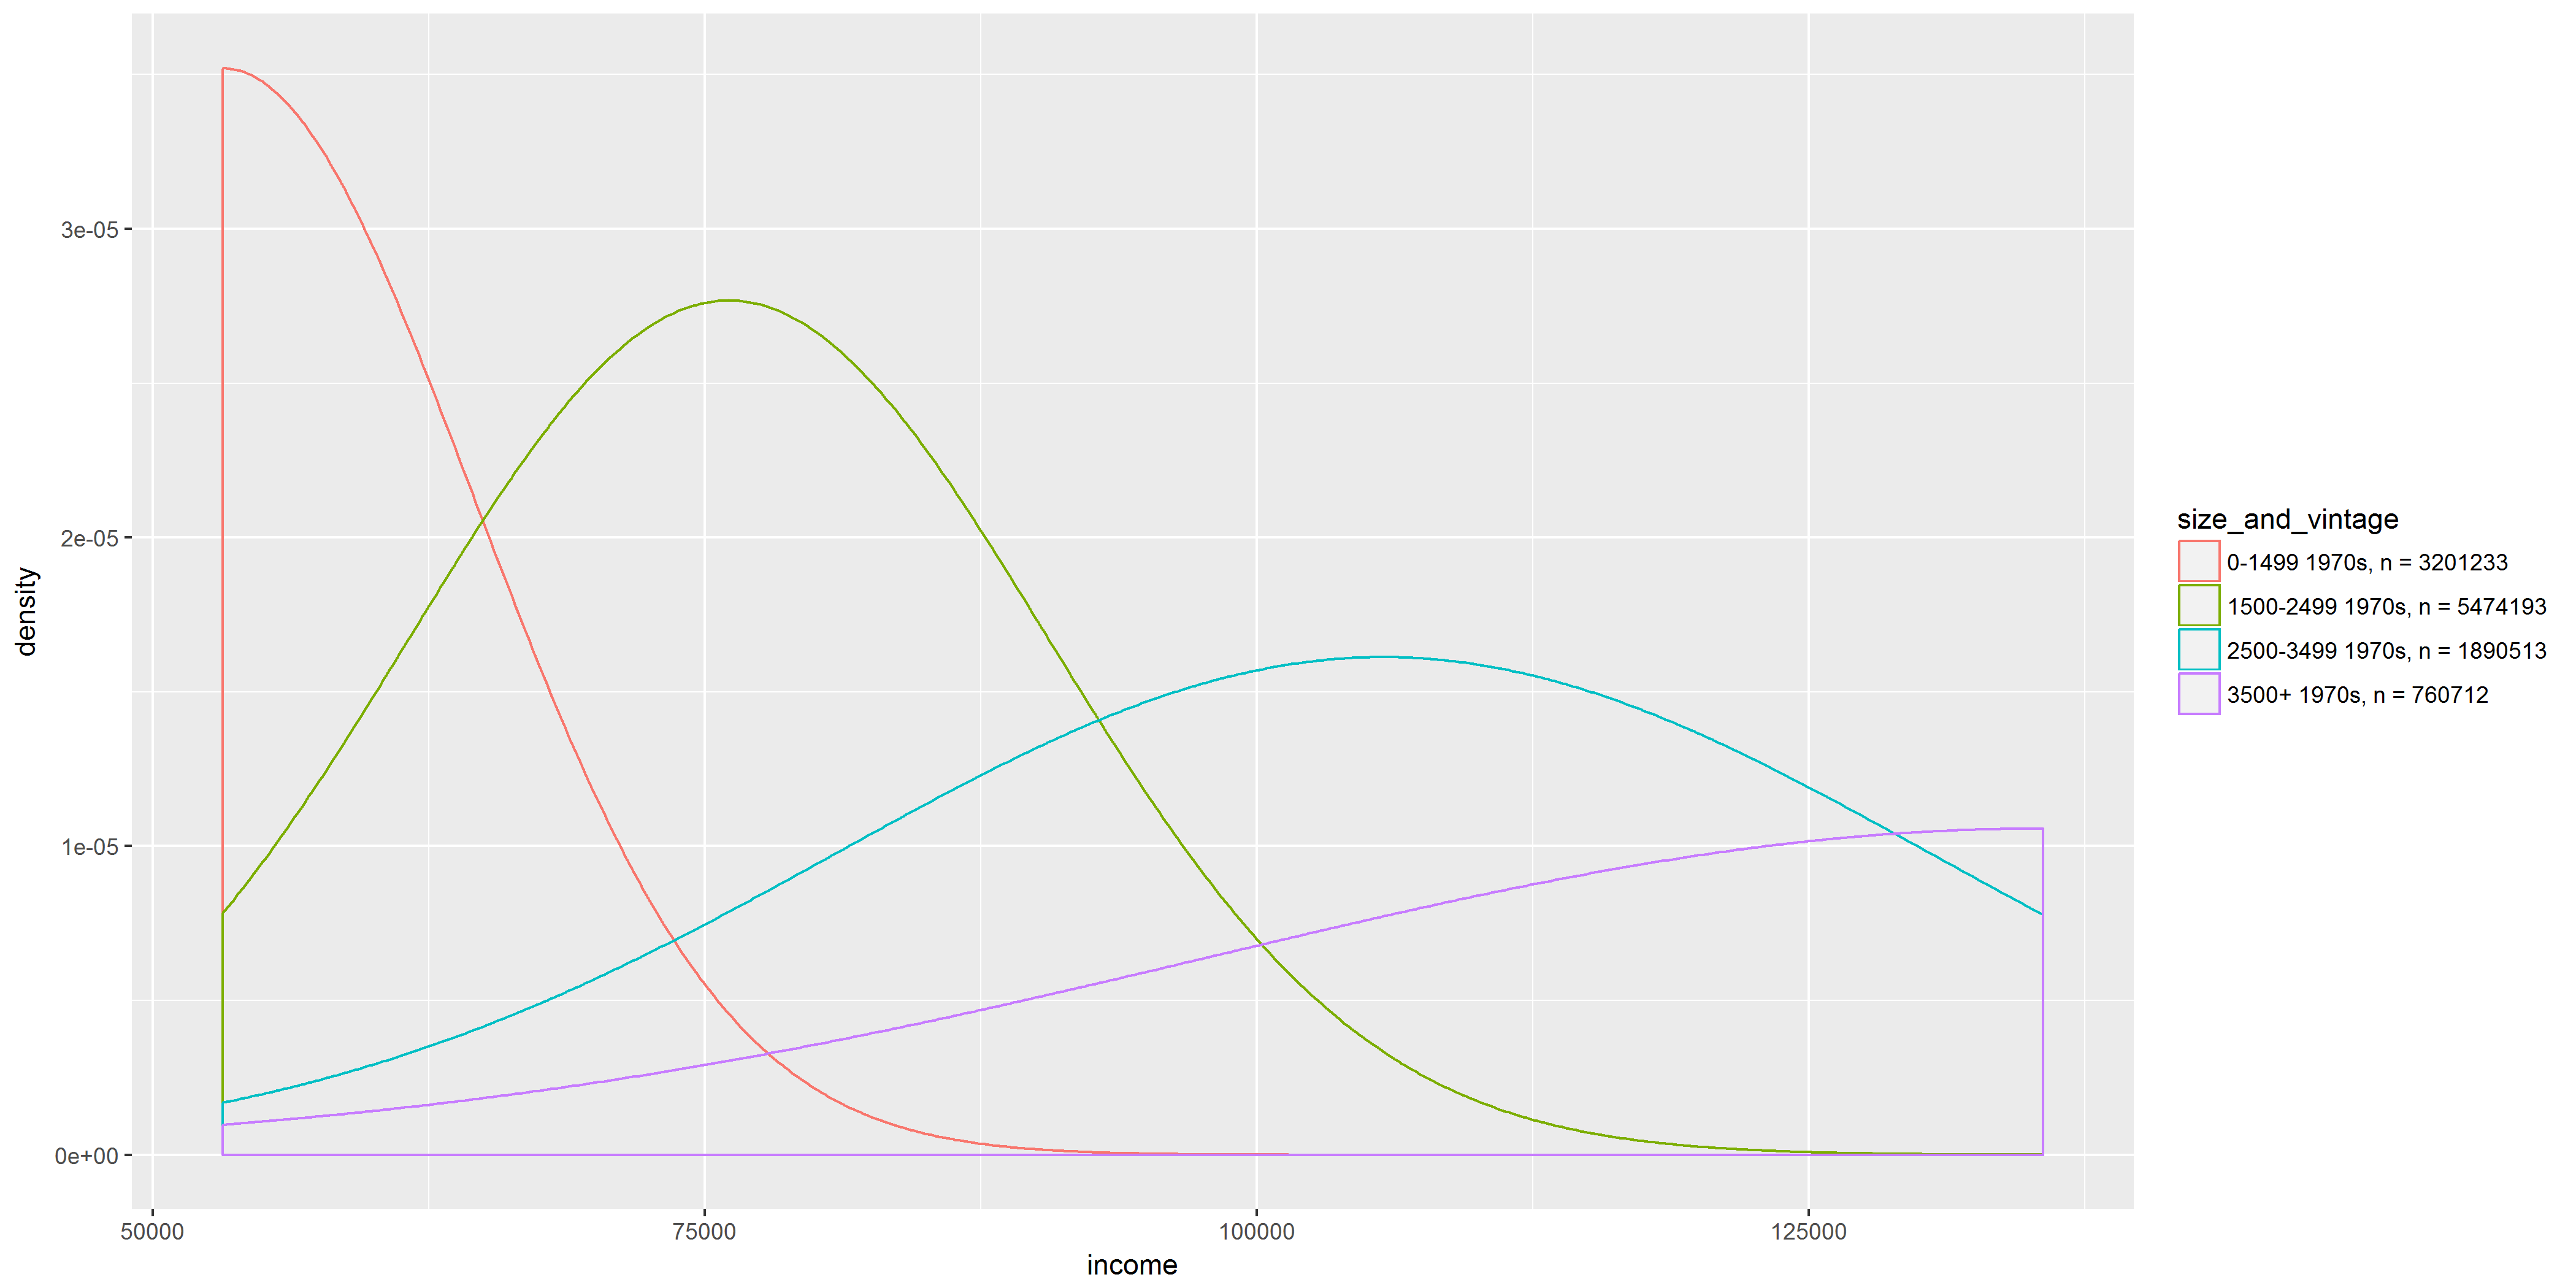 3e-05
2e-05
1e-05
0e+00
density
50000
75000
100000
125000
income
size_and_vintage
0-1499 1970s, n = 3201233
1500-2499 1970s, n = 5474193
2500-3499 1970s, n = 1890513
3500+ 1970s, n = 760712